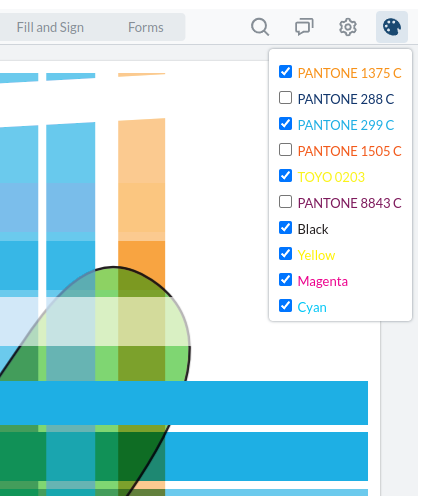 Fill and Sign Forms
PANTONE 1375 C
PANTONE 288 C
PANTONE 299 C
PANTONE 1505 C
TOYO 0203
PANTONE 8843 C
Black
Yellow
Magenta
Cyan